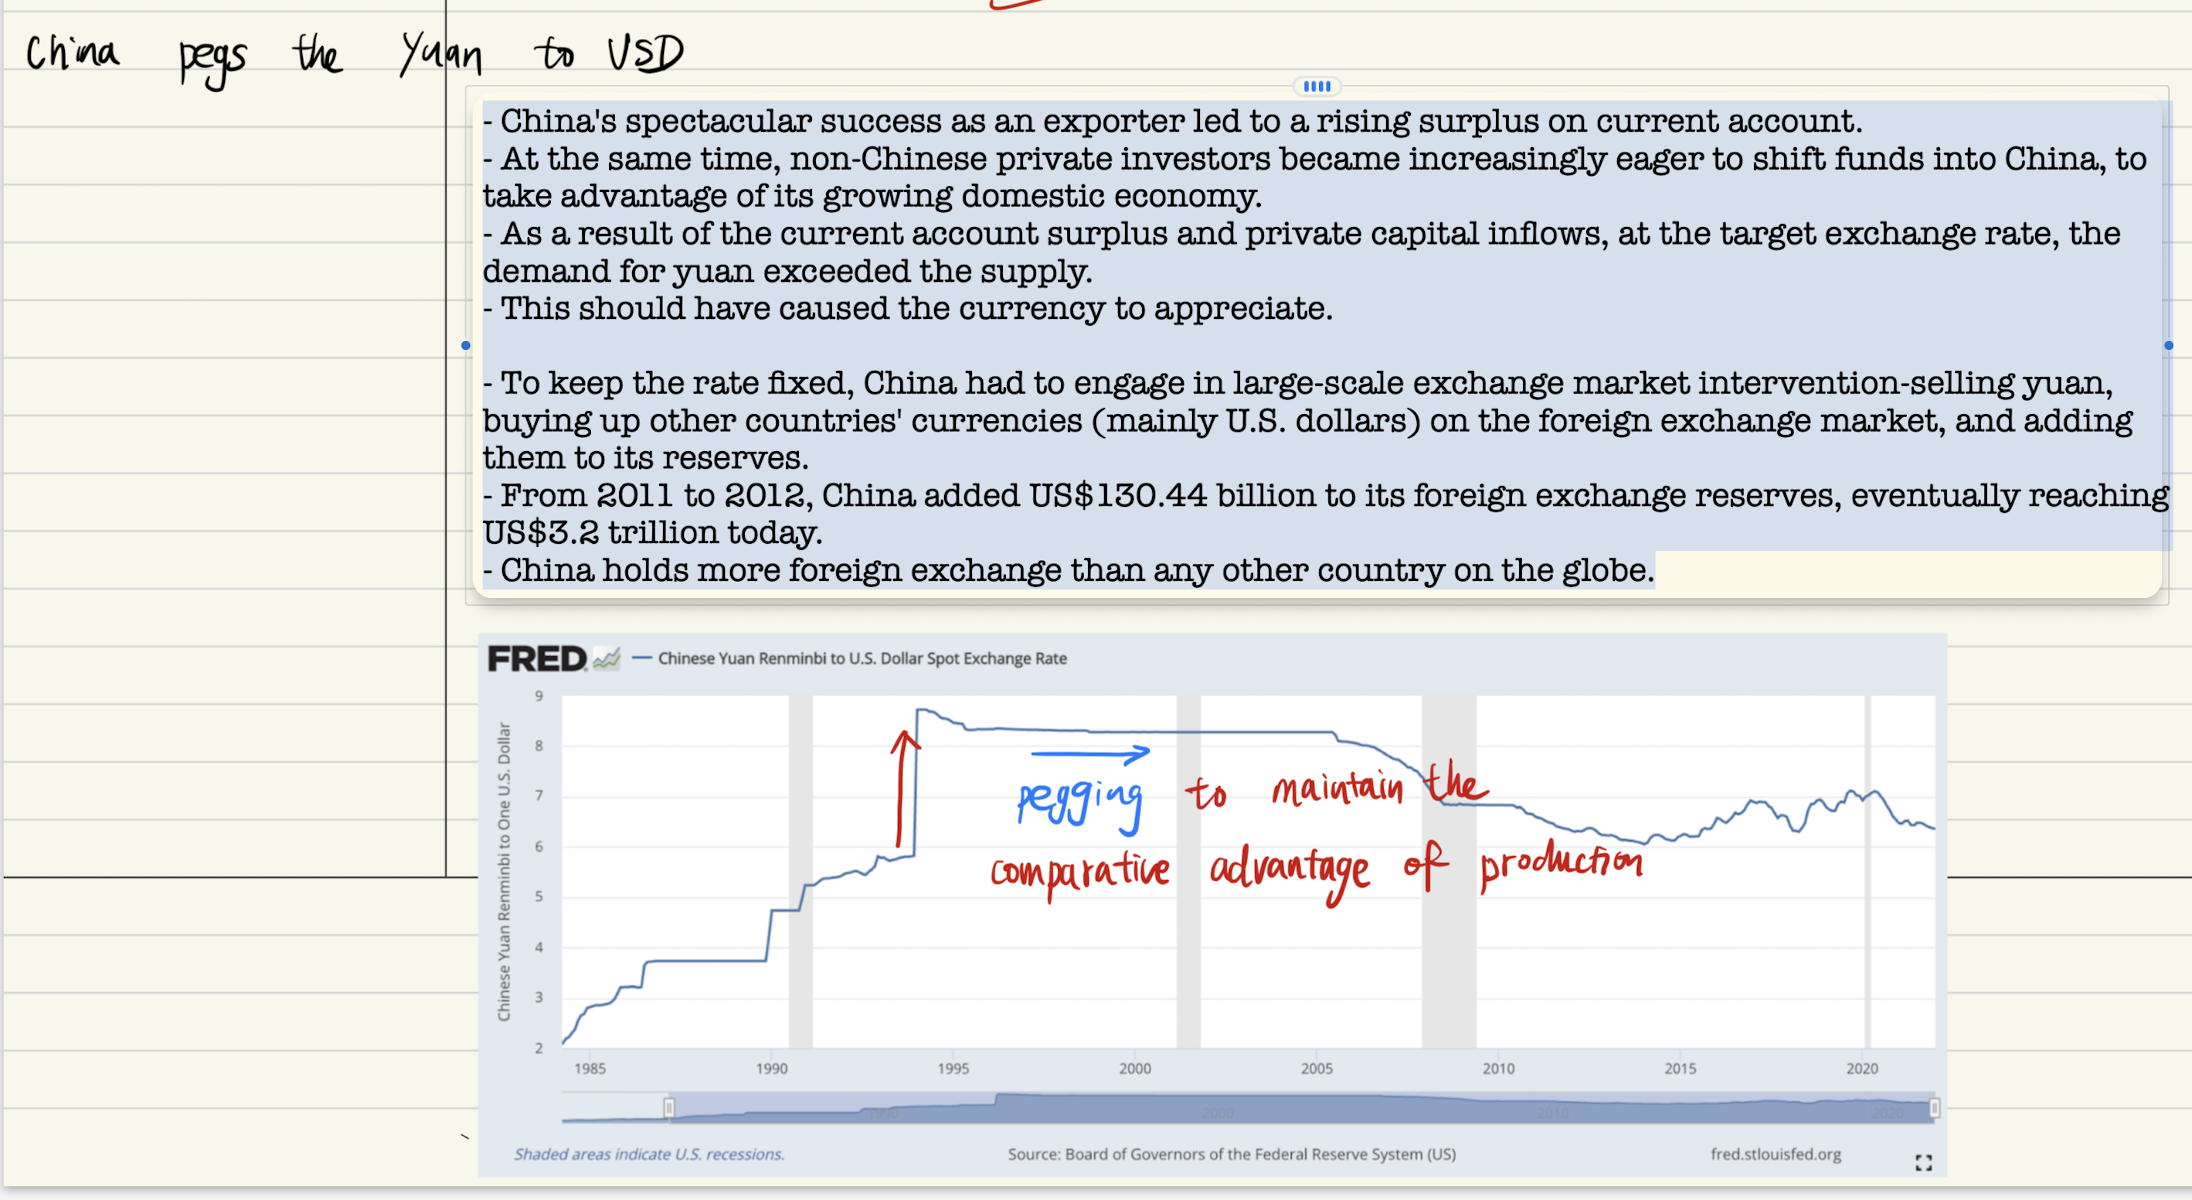 China pegs the Yuan to USD
- China's spectacular success as an exporter led to a rising surplus on current account.
- At the same time, non-Chinese private investors became increasingly eager to shift funds into China, to
take advantage of its growing domestic economy.
- As a result of the current account surplus and private capital inflows, at the target exchange rate, the
demand for yuan exceeded the supply.
- This should have caused the currency to appreciate.
- To keep the rate fixed, China had to engage in large-scale exchange market intervention-selling yuan,
buying up other countries' currencies (mainly U.S. dollars) on the foreign exchange market, and adding
them to its reserves.
- From 2011 to 2012, China added US$130.44 billion to its foreign exchange reserves, eventually reaching
US$3.2 trillion today.
- China holds more foreign exchange than any other country on the globe.
FRED Chinese Yuan Renminbi to U.S. Dollar Spot Exchange Rate
Chinese Yuan Renminbi to One U.S. Dollar
9
8
7
6
5
4
3
2
pegging to maintain the
comparative advantage of production
1985 1990 1995 2000 2005 2010 2015 2020
1990 2000 2010 2020
Shaded areas indicate U.S. recessions. Source: Board of Governors of the Federal Reserve System (US) fred.stlouisfed.org